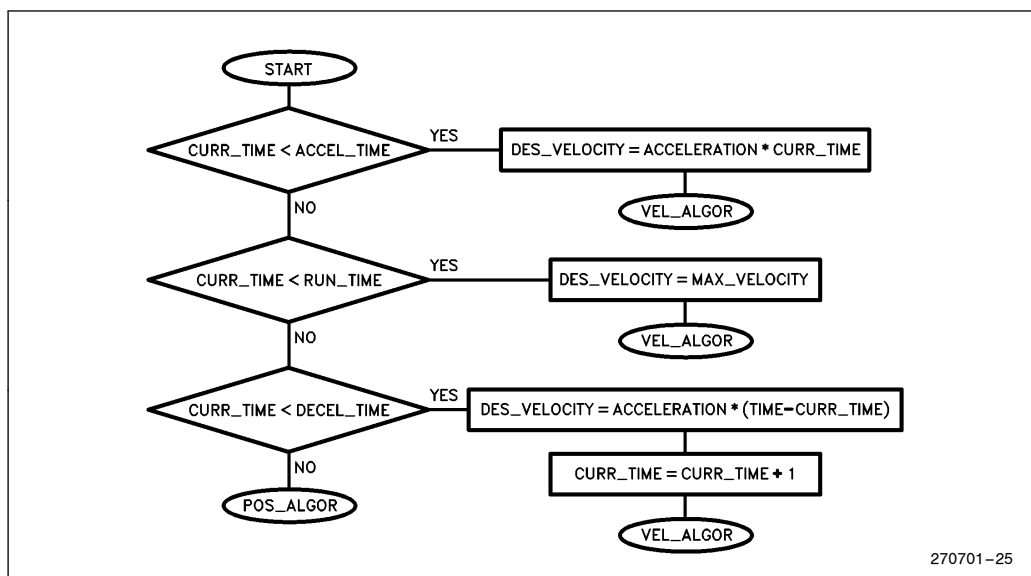 START
CURR_TIME < ACCEL_TIME
YES
DES_VELOCITY = ACCELERATION * CURR_TIME
VEL_ALGOR
NO
CURR_TIME < RUN_TIME
YES
DES_VELOCITY = MAX_VELOCITY
VEL_ALGOR
NO
CURR_TIME < DECEL_TIME
YES
DES_VELOCITY = ACCELERATION * (TIME-CURR_TIME)
CURR_TIME = CURR_TIME + 1
VEL_ALGOR
NO
POS_ALGOR
270701-25